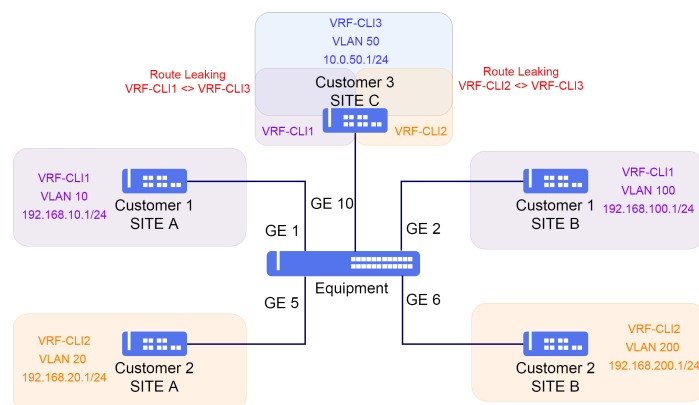 VRF-CLI3
VLAN 50
10.0.50.1/24
Route Leaking
VRF-CLI1 <> VRF-CLI3
Route Leaking
VRF-CLI2 <> VRF-CLI3
Customer 3
SITE C
VRF-CLI1
VRF-CLI2
VRF-CLI1
VLAN 10
192.168.10.1/24
Customer 1
SITE A
GE 10
GE 1
GE 2
Customer 1
SITE B
VRF-CLI1
VLAN 100
192.168.100.1/24
Equipment
GE 5
GE 6
VRF-CLI2
VLAN 20
192.168.20.1/24
Customer 2
SITE A
Customer 2
SITE B
VRF-CLI2
VLAN 200
192.168.200.1/24